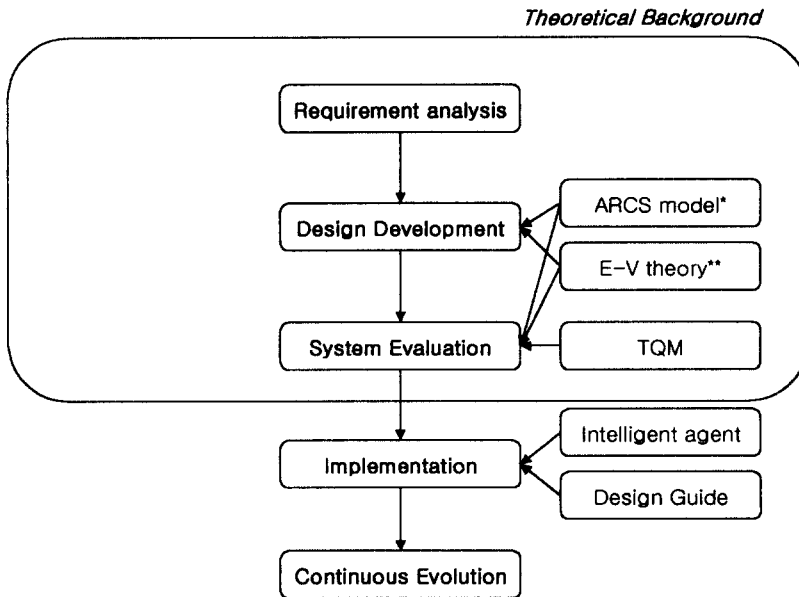 Theoretical Background
Requirement analysis
Design Development
ARCS model*
E-V theory**
System Evaluation
TQM
Intelligent agent
Implementation
Design Guide
Continuous Evolution